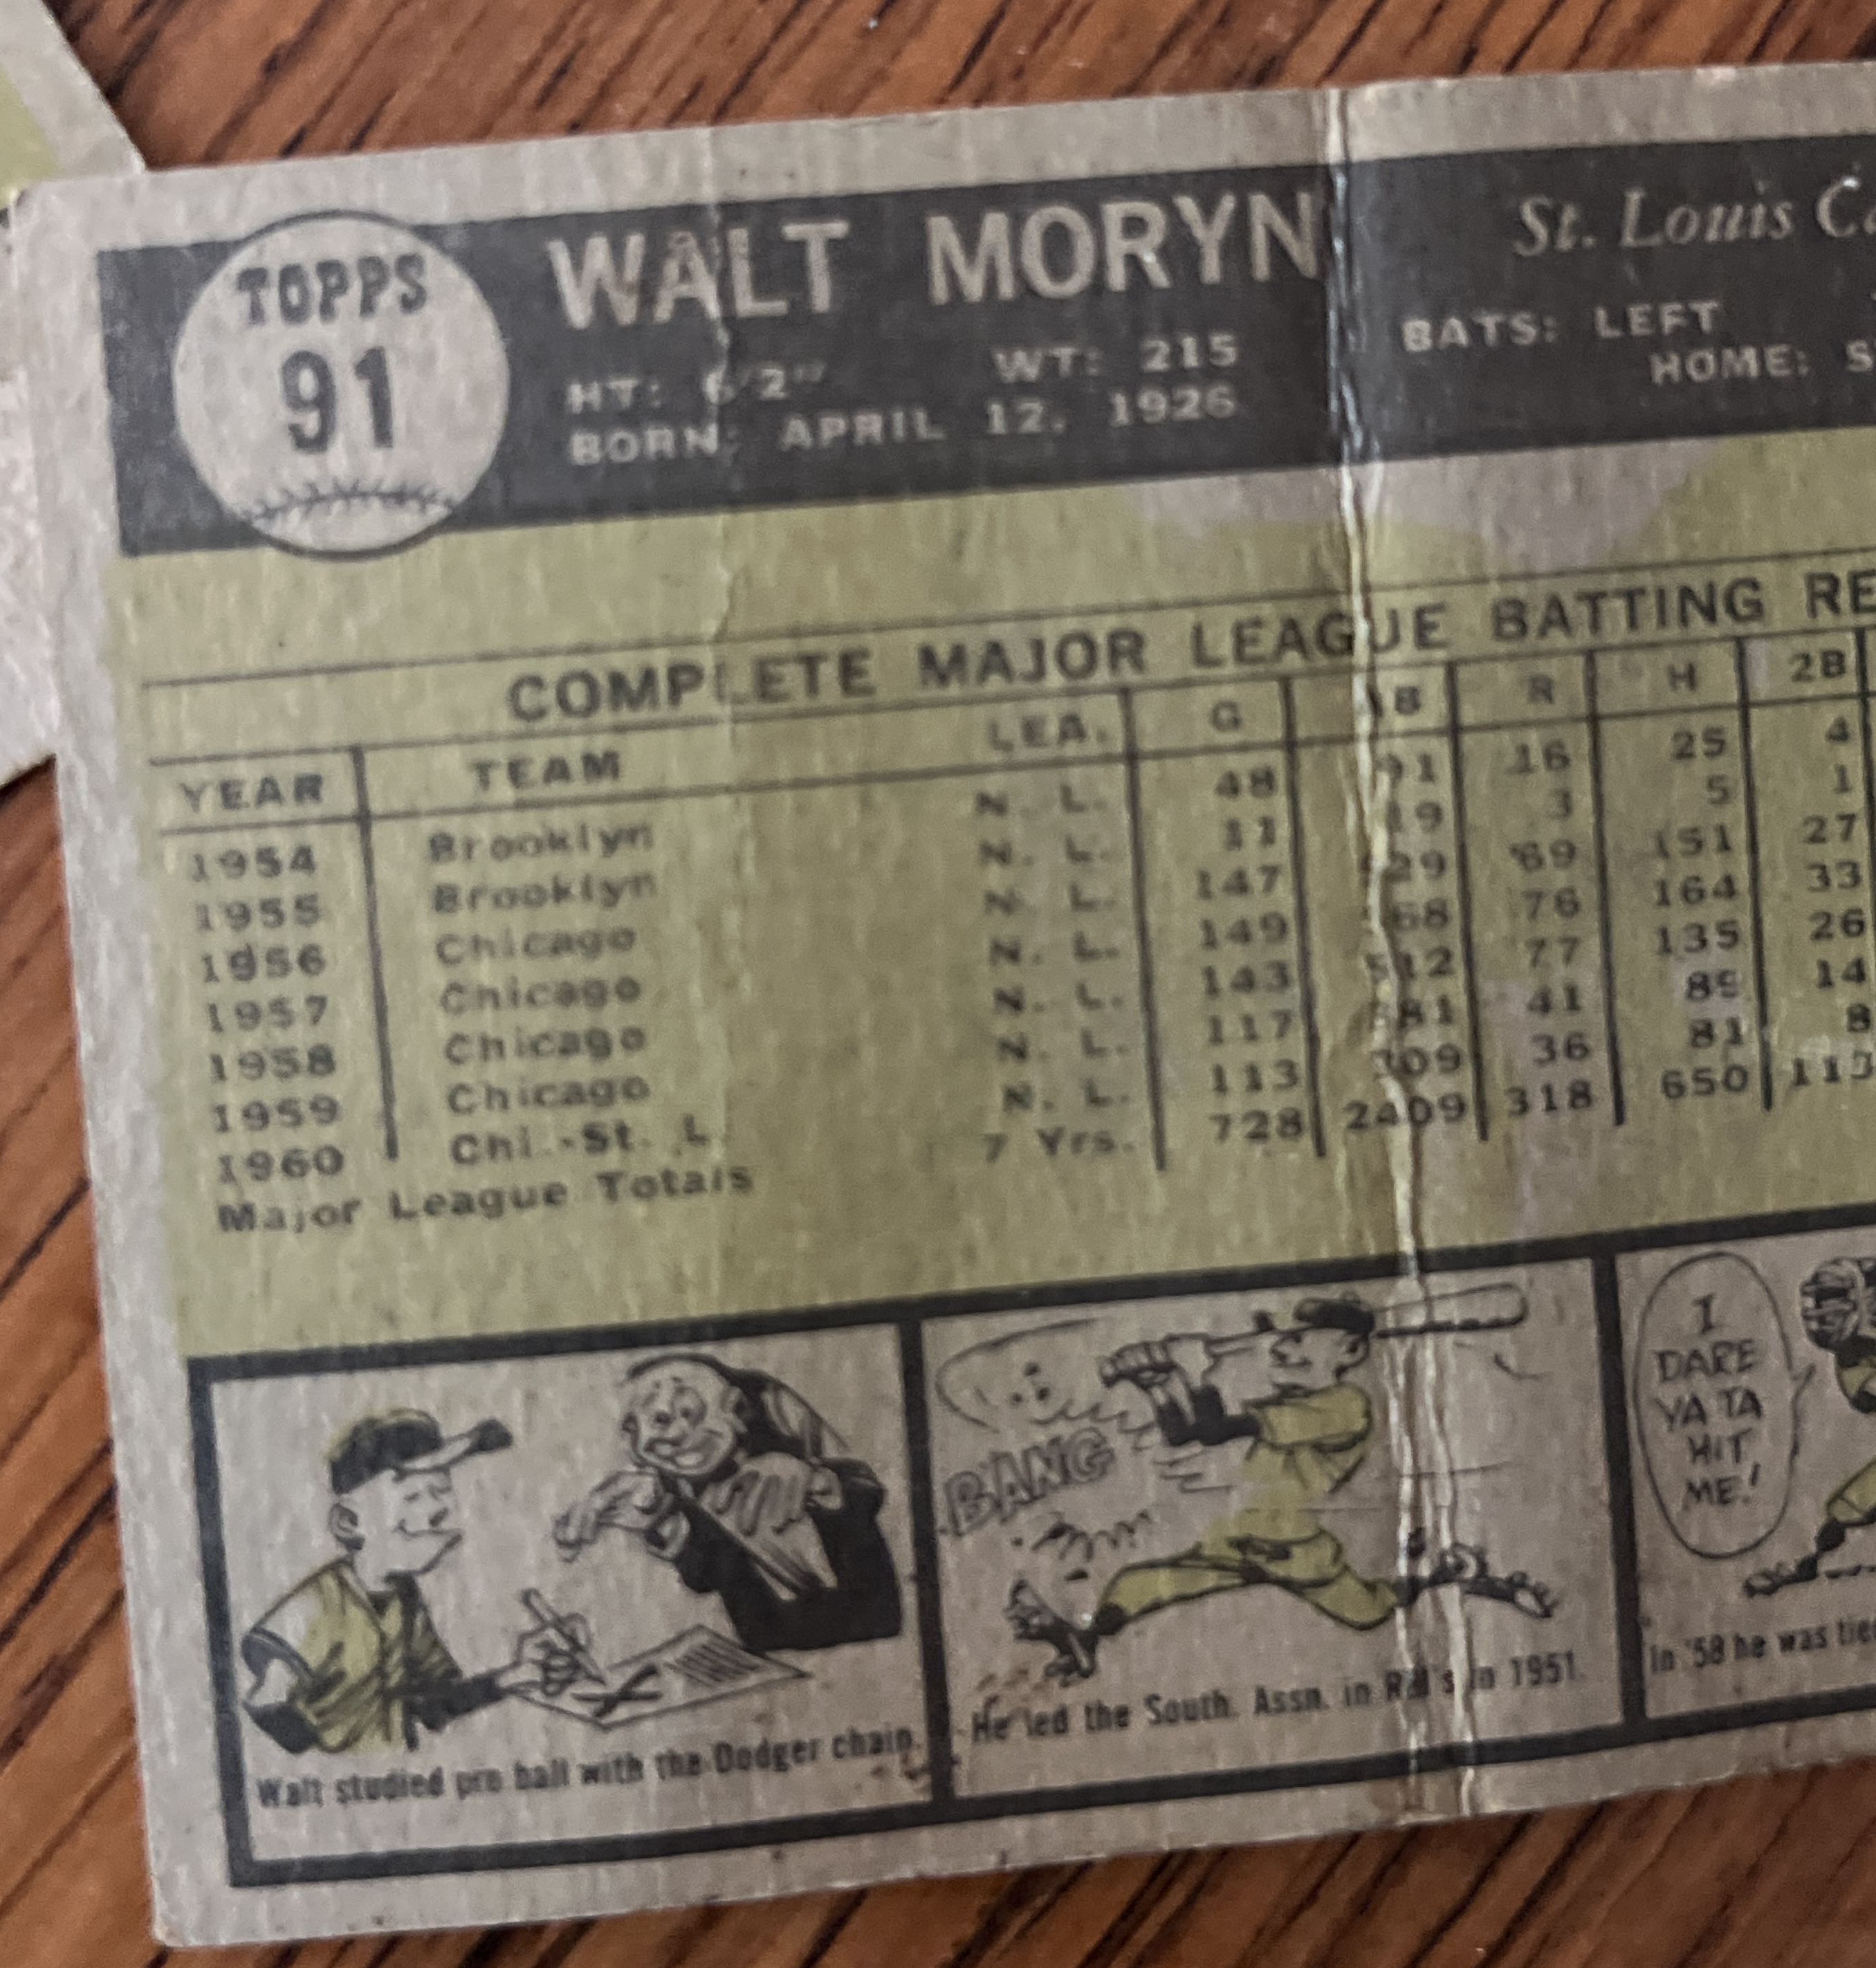 TOPPS
91
WALT MORYN
St. Louis
HT: 6'2" WT: 215
BORN: APRIL 12, 1926
BATS: LEFT
HOME:
COMPLETE MAJOR LEAGUE BATTING
YEAR TEAM LEA. G R H 2B
1954 Brooklyn N. L. 48 16 25 4
1955 Brooklyn N. L. 11 3 5 1
1956 Chicago N. L. 147 69 151 27
1957 Chicago N. L. 149 76 164 33
1958 Chicago N. L. 143 512 77 135 26
1959 Chicago N. L. 117 41 14
1960 Chi.-St. L. N. L. 113 309 36 81 8
Major League Totals 7 Yrs. 728 2409 318 650
BANG
I
DARE
YA TA
HIT
ME!
Walt studied pro ball with the Dodger chain.
He led the South. Assn. in in 1951.
In '58 he was